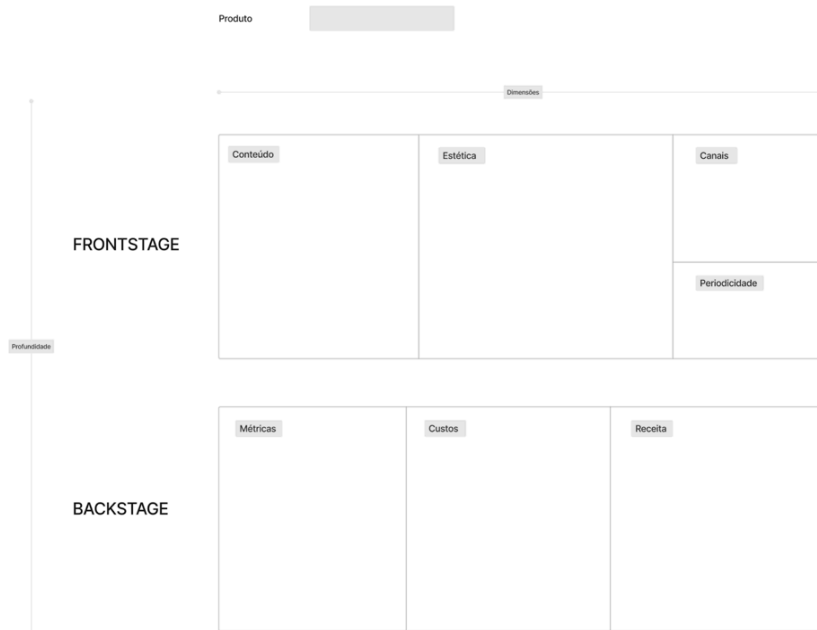 Produto
Dimensões
Conteúdo
Estética
Canais
FRONTSTAGE
Periodicidade
Profundidade
Métricas
Custos
Receita
BACKSTAGE